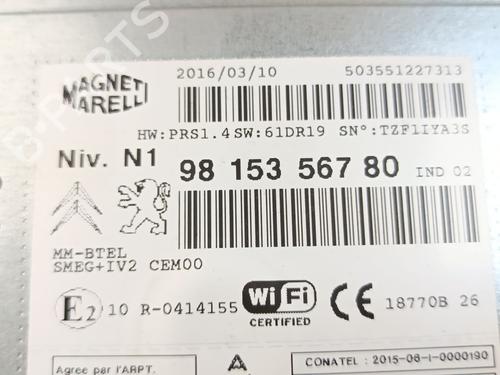 MAGNETI MARELLI
2016/03/10 503551227313
HW:PRS1.4 SW:61DR19 SN°:TZF1IYA3S
Niv. N1 98 153 567 80 IND 02
MM-BTEL
SMEG+IV2 CEM00
E2 10 R-0414155 WiFi CERTIFIED CE 18770B 26
Agree par l'ARPT.
CONATEL : 2015-06-I-0000190
B-PARTS